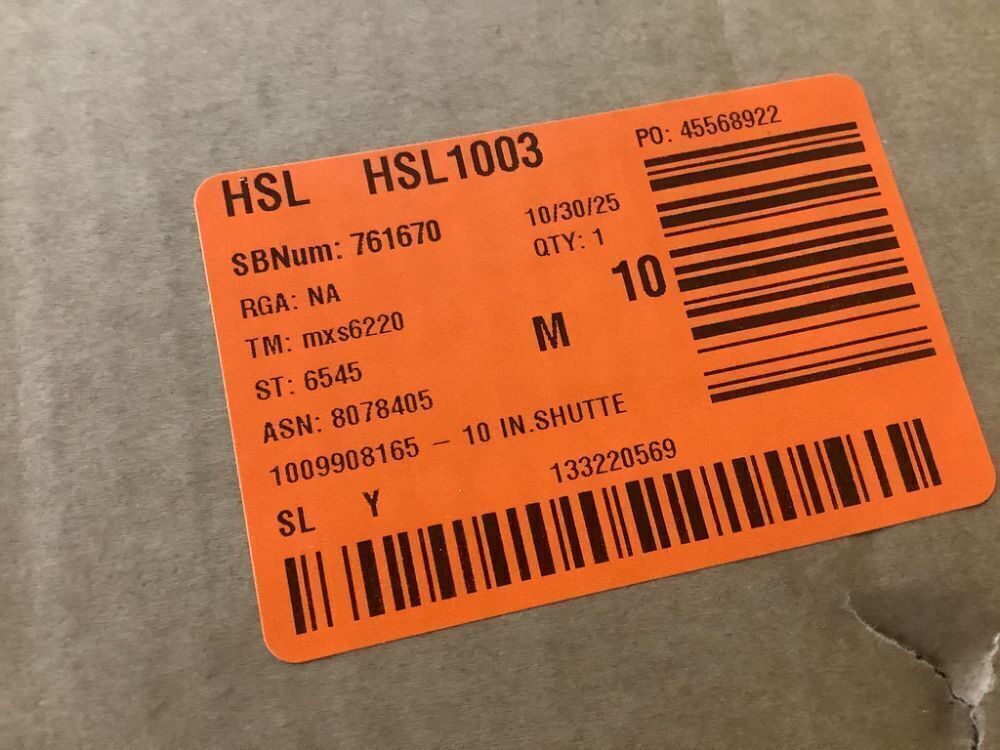 HSL HSL1003
PO: 45568922
SBNum: 761670
10/30/25
QTY: 1
RGA: NA
10
TM: mxs6220
M
ST: 6545
ASN: 8078405
1009908165 - 10 IN.SHUTTE
133220569
SL Y